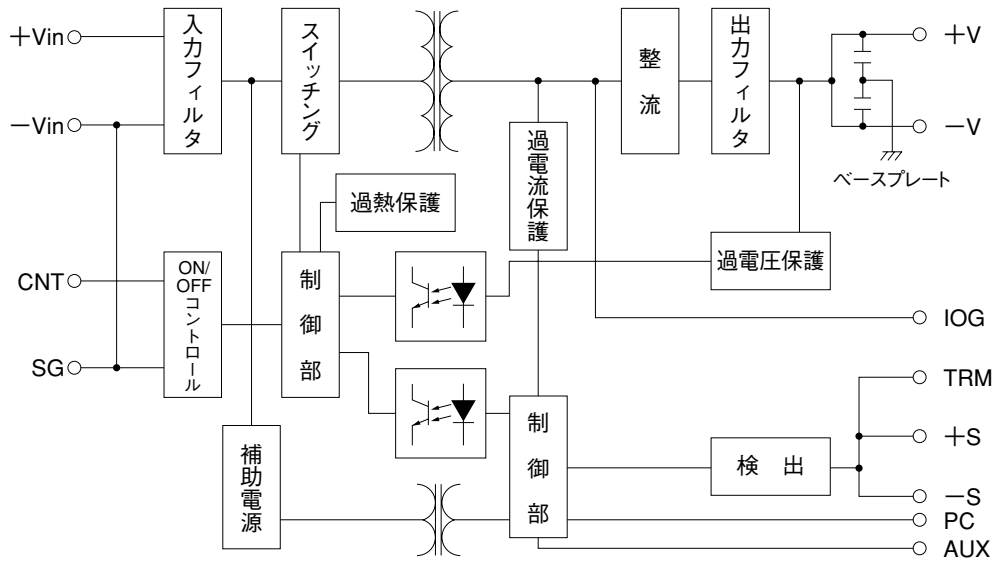 +Vin
入力フィルタ
スイッチング
整流
出力フィルタ
+V
−Vin
−V
過電流保護
ベースプレート
過熱保護
過電圧保護
CNT
ON/
OFF
コントロール
制御部
IOG
SG
TRM
制御部
+S
補助電源
検出
−S
PC
AUX